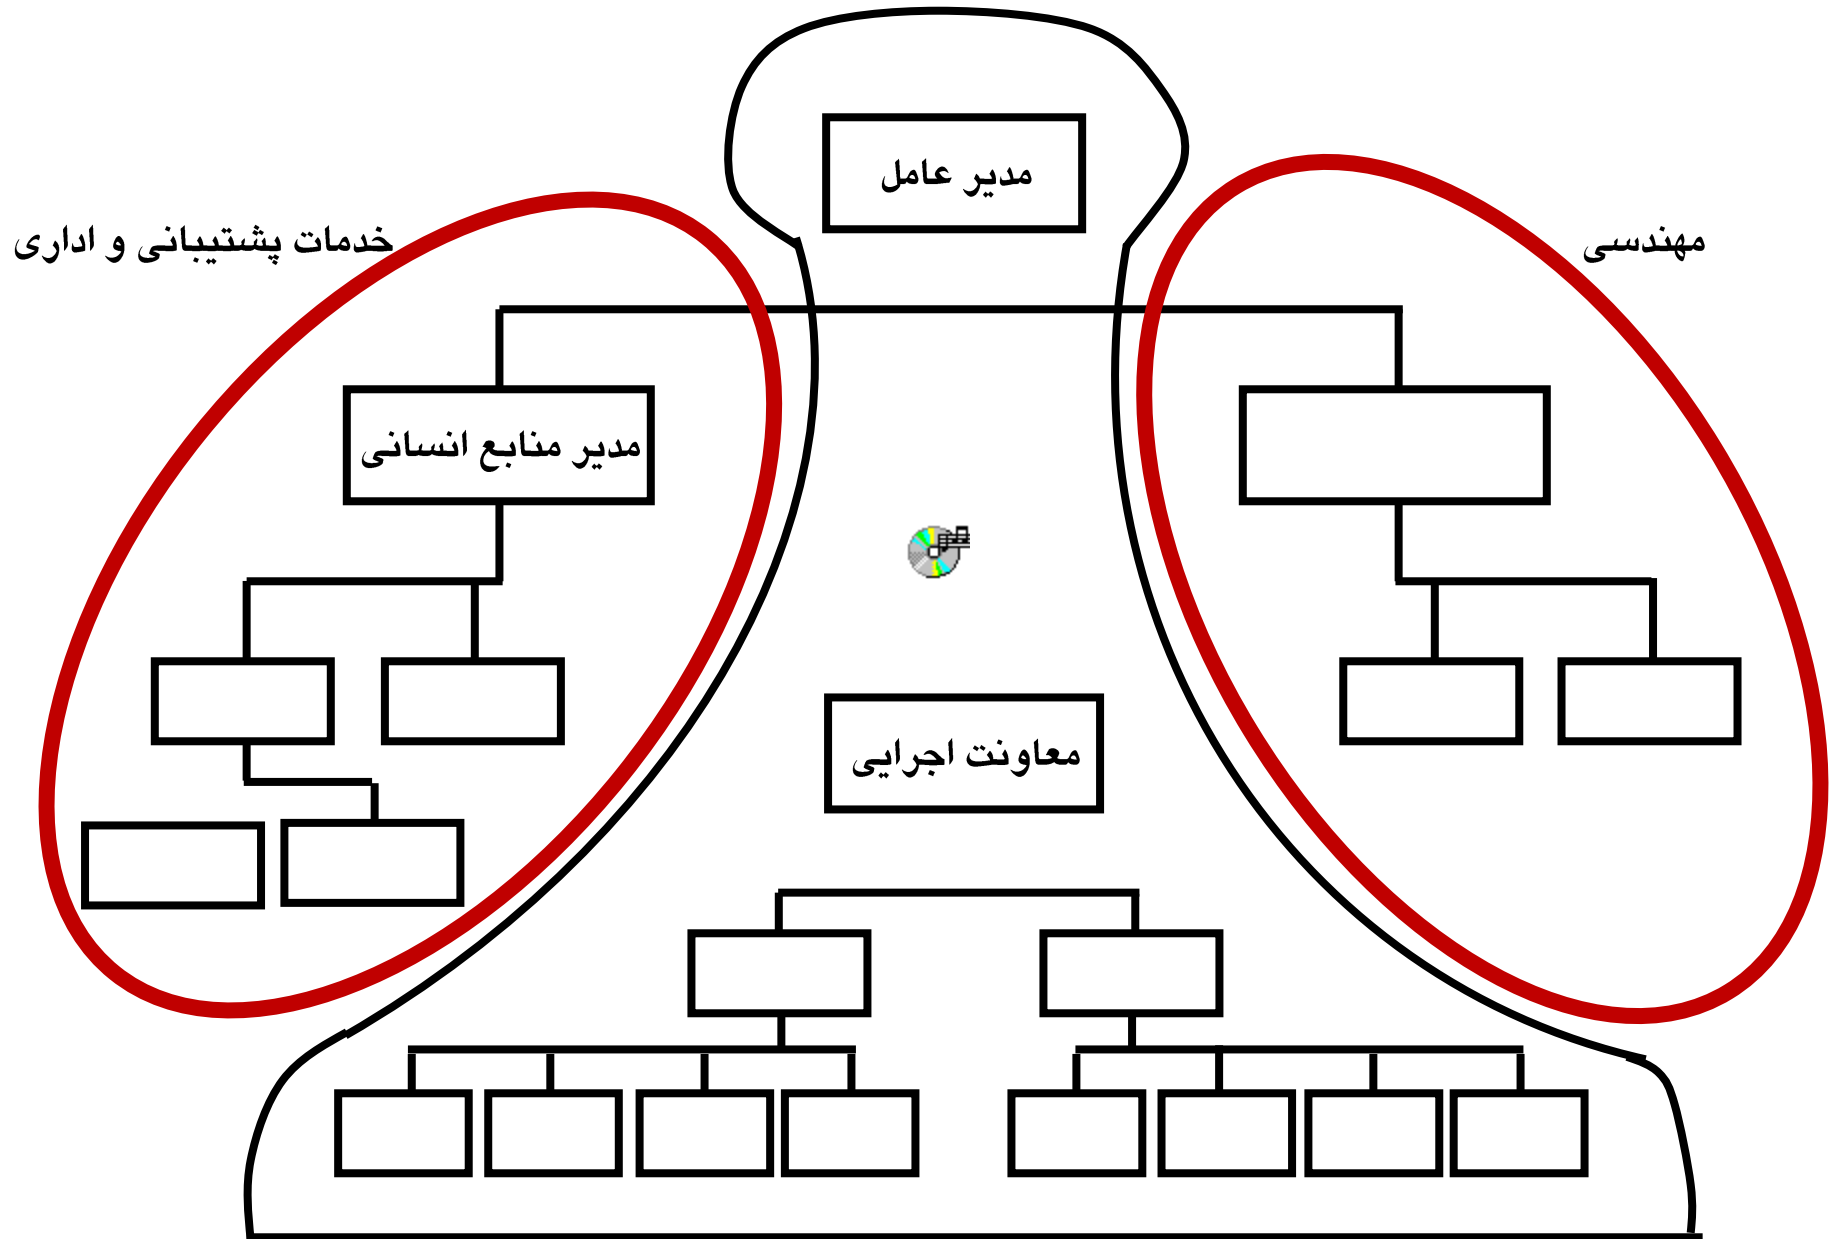 مدیر عامل
مهندسی
خدمات پشتیبانی و اداری
مدیر منابع انسانی
معاونت اجرایی